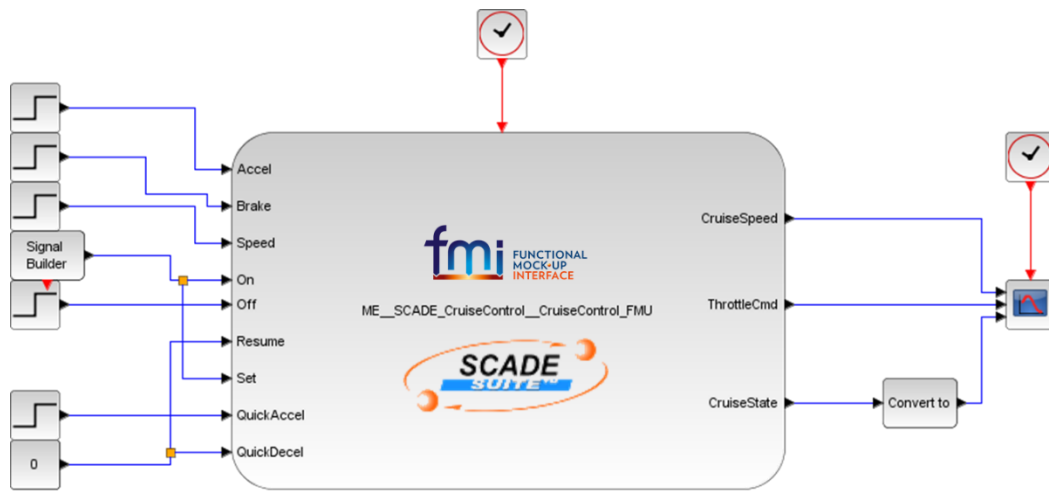 Accel
Brake
Speed
Signal
Builder
On
Off
Resume
Set
QuickAccel
0
QuickDecel
fmi FUNCTIONAL
MOCK-UP
INTERFACE
ME__SCADE_CruiseControl__CruiseControl_FMU
SCADE
SUITE
CruiseSpeed
ThrottleCmd
CruiseState
Convert to